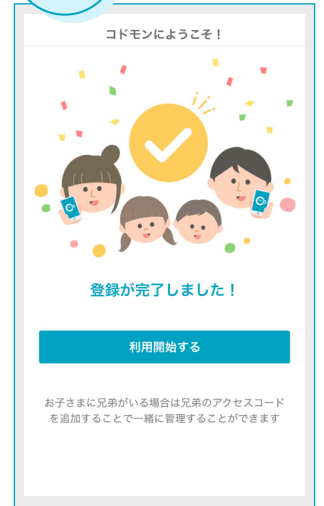 コドモンにようこそ！
登録が完了しました！
利用開始する
お子さまに兄弟がいる場合は兄弟のアクセスコード
を追加することで一緒に管理することができます